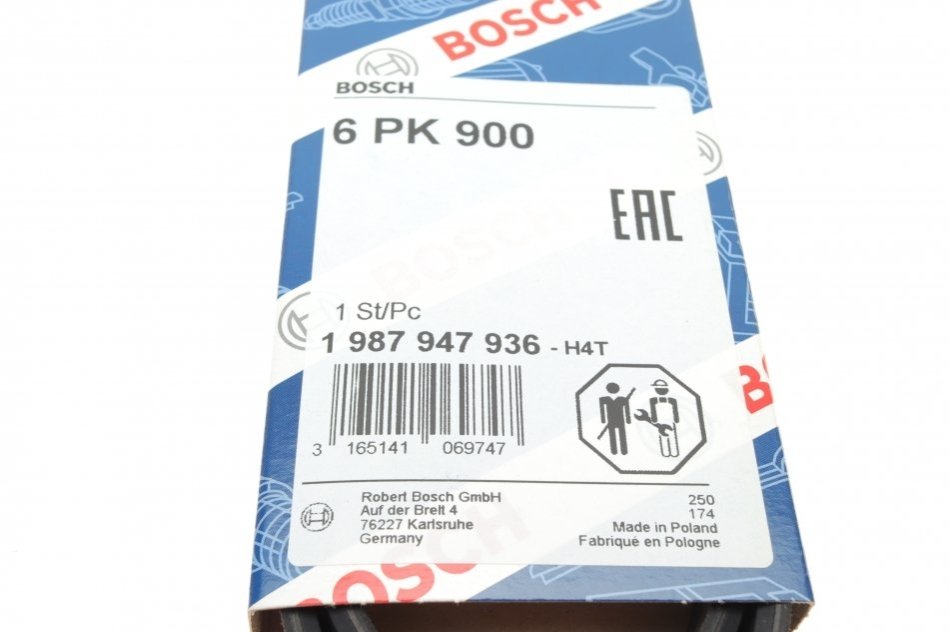 BOSCH
BOSCH
6 PK 900
EAC
BOSCH
1 St/Pc
1 987 947 936 - H4T
3 165141 069747
Robert Bosch GmbH
Auf der Breit 4
76227 Karlsruhe
Germany
250
174
Made in Poland
Fabriqué en Pologne
BOSCH